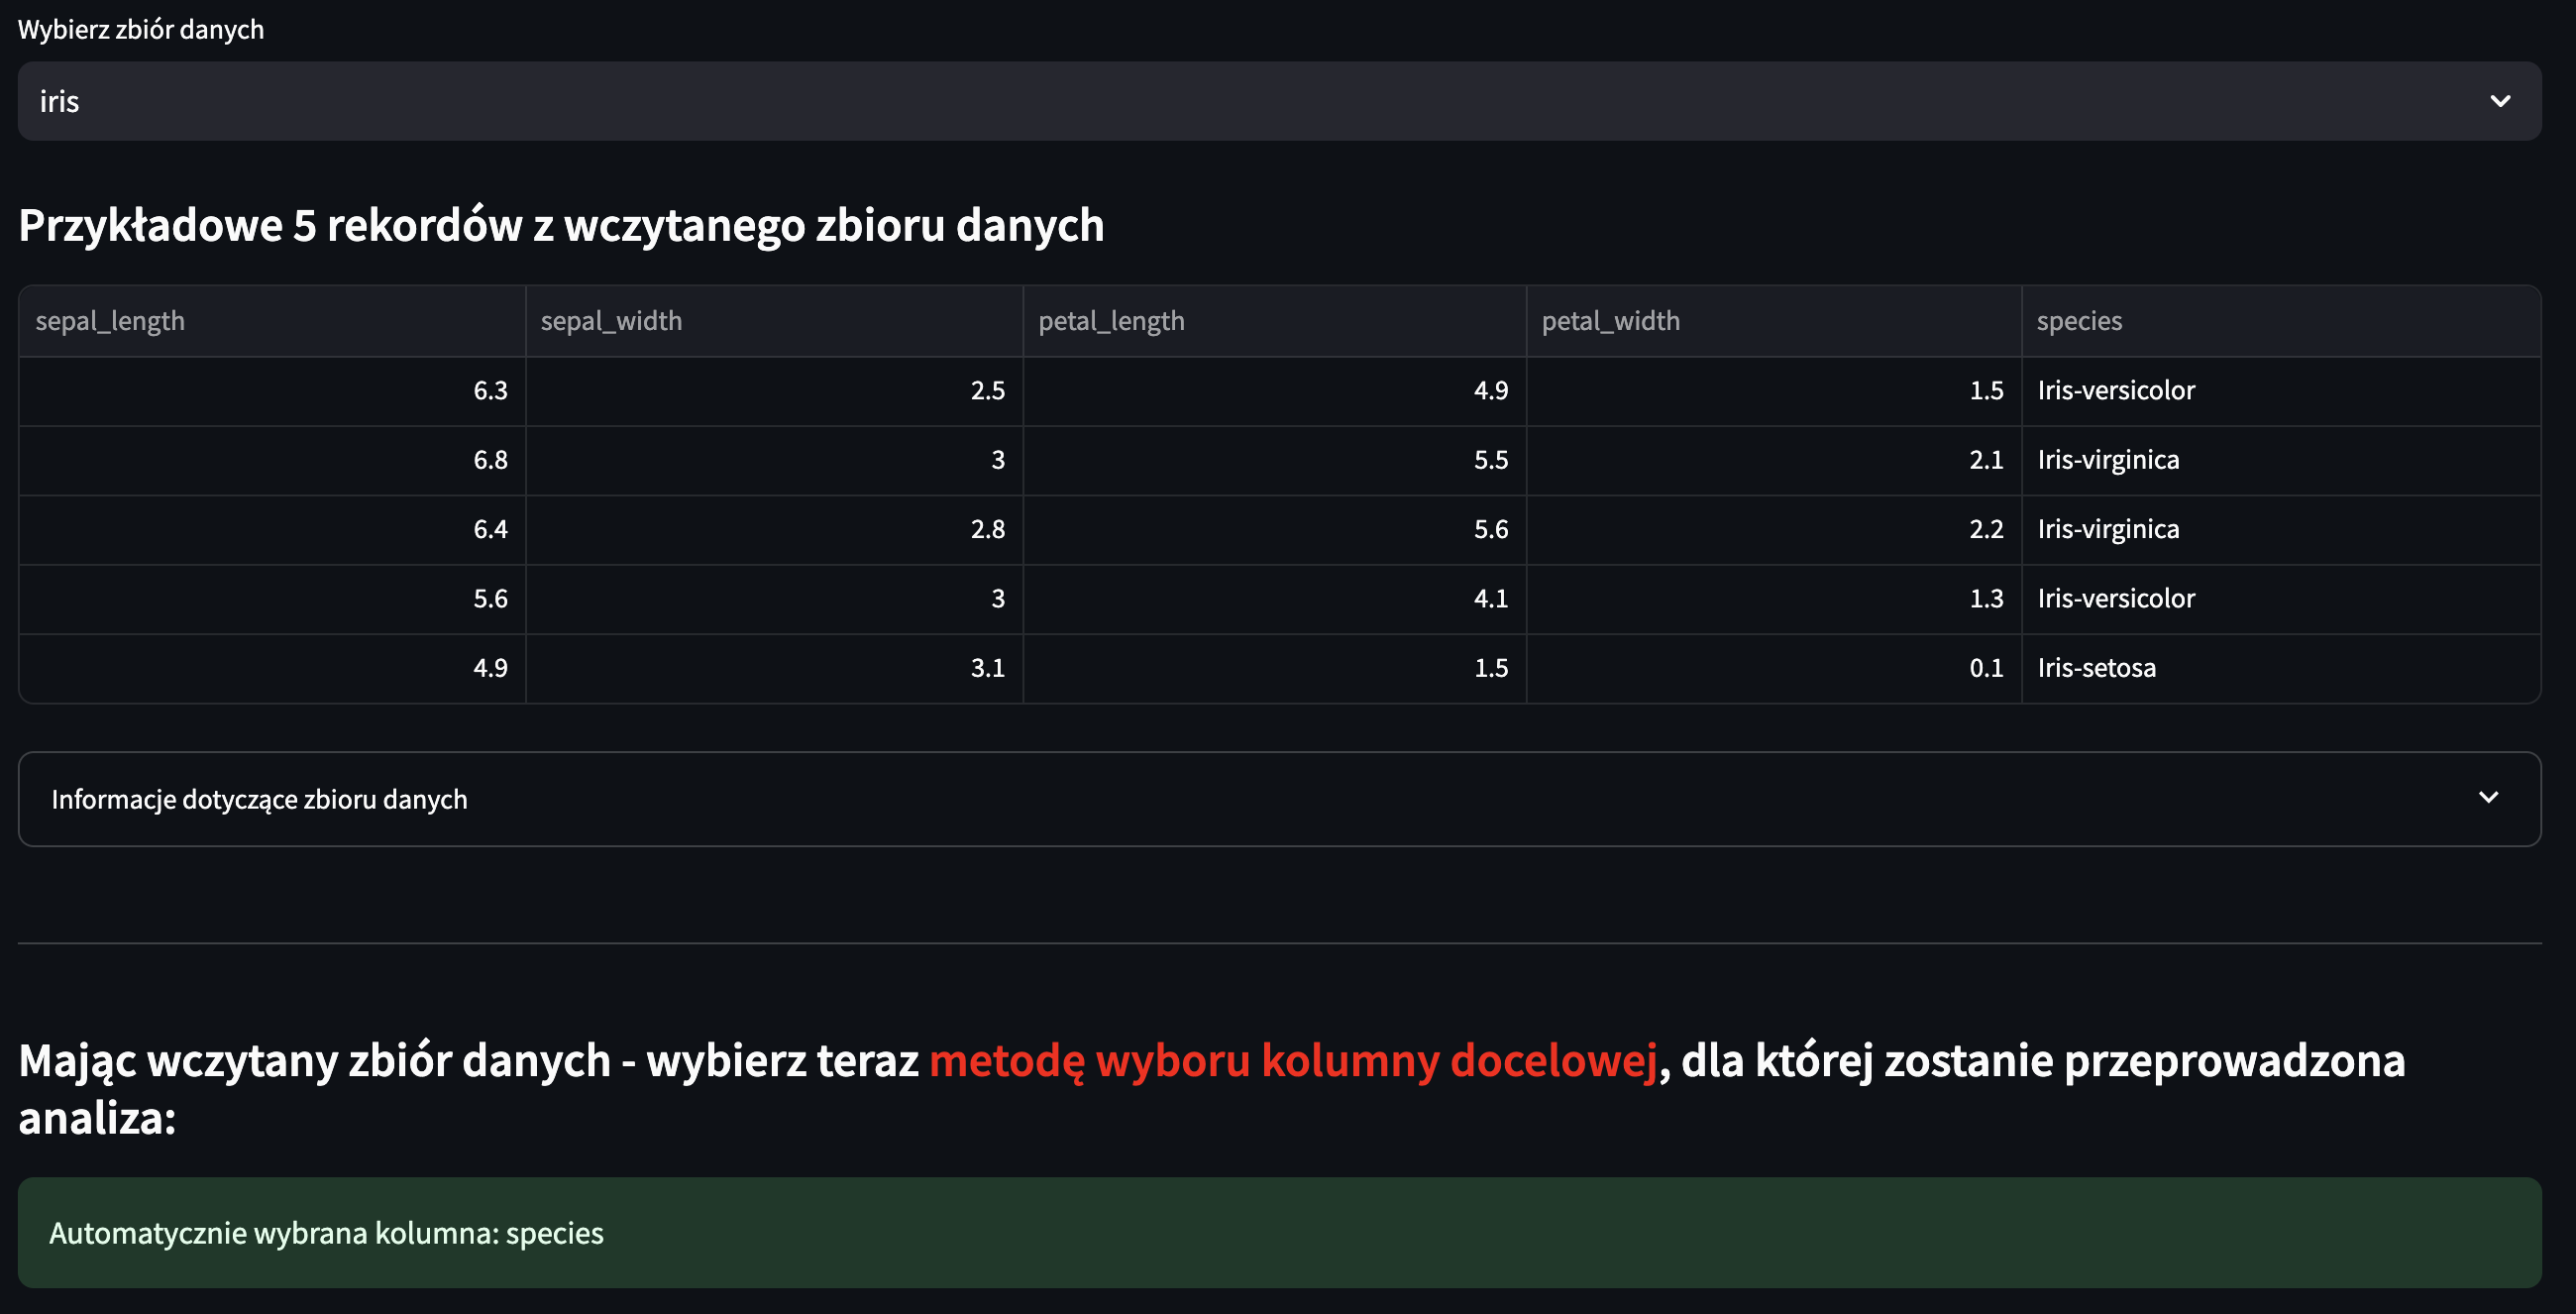 Wybierz zbiór danych
iris
Przykładowe 5 rekordów z wczytanego zbioru danych
sepal_length sepal_width petal_length petal_width species
6.3 2.5 4.9 1.5 Iris-versicolor
6.8 3 5.5 2.1 Iris-virginica
6.4 2.8 5.6 2.2 Iris-virginica
5.6 3 4.1 1.3 Iris-versicolor
4.9 3.1 1.5 0.1 Iris-setosa
Informacje dotyczące zbioru danych
Mając wczytany zbiór danych - wybierz teraz metodę wyboru kolumny docelowej, dla której zostanie przeprowadzona
analiza:
Automatycznie wybrana kolumna: species